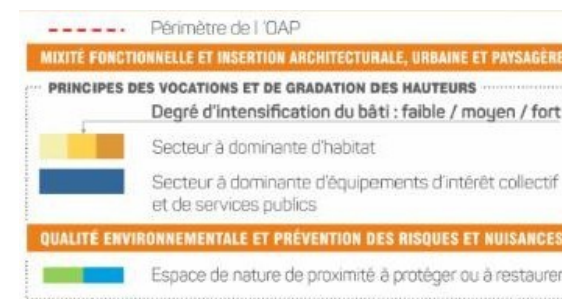 Périmètre de l 'OAP
MIXITÉ FONCTIONNELLE ET INSERTION ARCHITECTURALE, URBAINE ET PAYSAGÈRE
PRINCIPES DES VOCATIONS ET DE GRADATION DES HAUTEURS
Degré d'intensification du bâti : faible / moyen / fort
Secteur à dominante d'habitat
Secteur à dominante d'équipements d'intérêt collectif
et de services publics
QUALITÉ ENVIRONNEMENTALE ET PRÉVENTION DES RISQUES ET NUISANCES
Espace de nature de proximité à protéger ou à restaurer